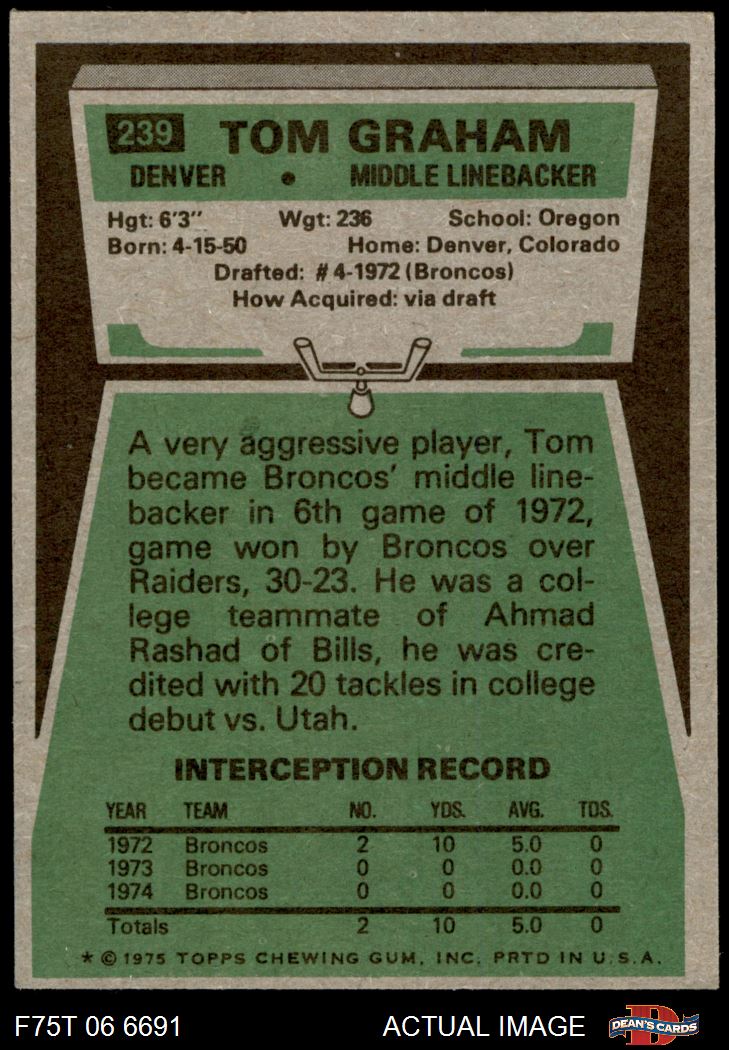 239 TOM GRAHAM
DENVER • MIDDLE LINEBACKER
Hgt: 6'3" Wgt: 236 School: Oregon
Born: 4-15-50 Home: Denver, Colorado
Drafted: #4-1972 (Broncos)
How Acquired: via draft
A very aggressive player, Tom
became Broncos' middle line-
backer in 6th game of 1972,
game won by Broncos over
Raiders, 30-23. He was a col-
lege teammate of Ahmad
Rashad of Bills, he was cre-
dited with 20 tackles in college
debut vs. Utah.
INTERCEPTION RECORD
YEAR TEAM NO. YDS. AVG. TDS.
1972 Broncos 2 10 5.0 0
1973 Broncos 0 0 0.0 0
1974 Broncos 0 0 0.0 0
Totals 2 10 5.0 0
* © 1975 TOPPS CHEWING GUM, INC. PRTD IN U.S.A.
F75T 06 6691 ACTUAL IMAGE D DEAN'S CARDS